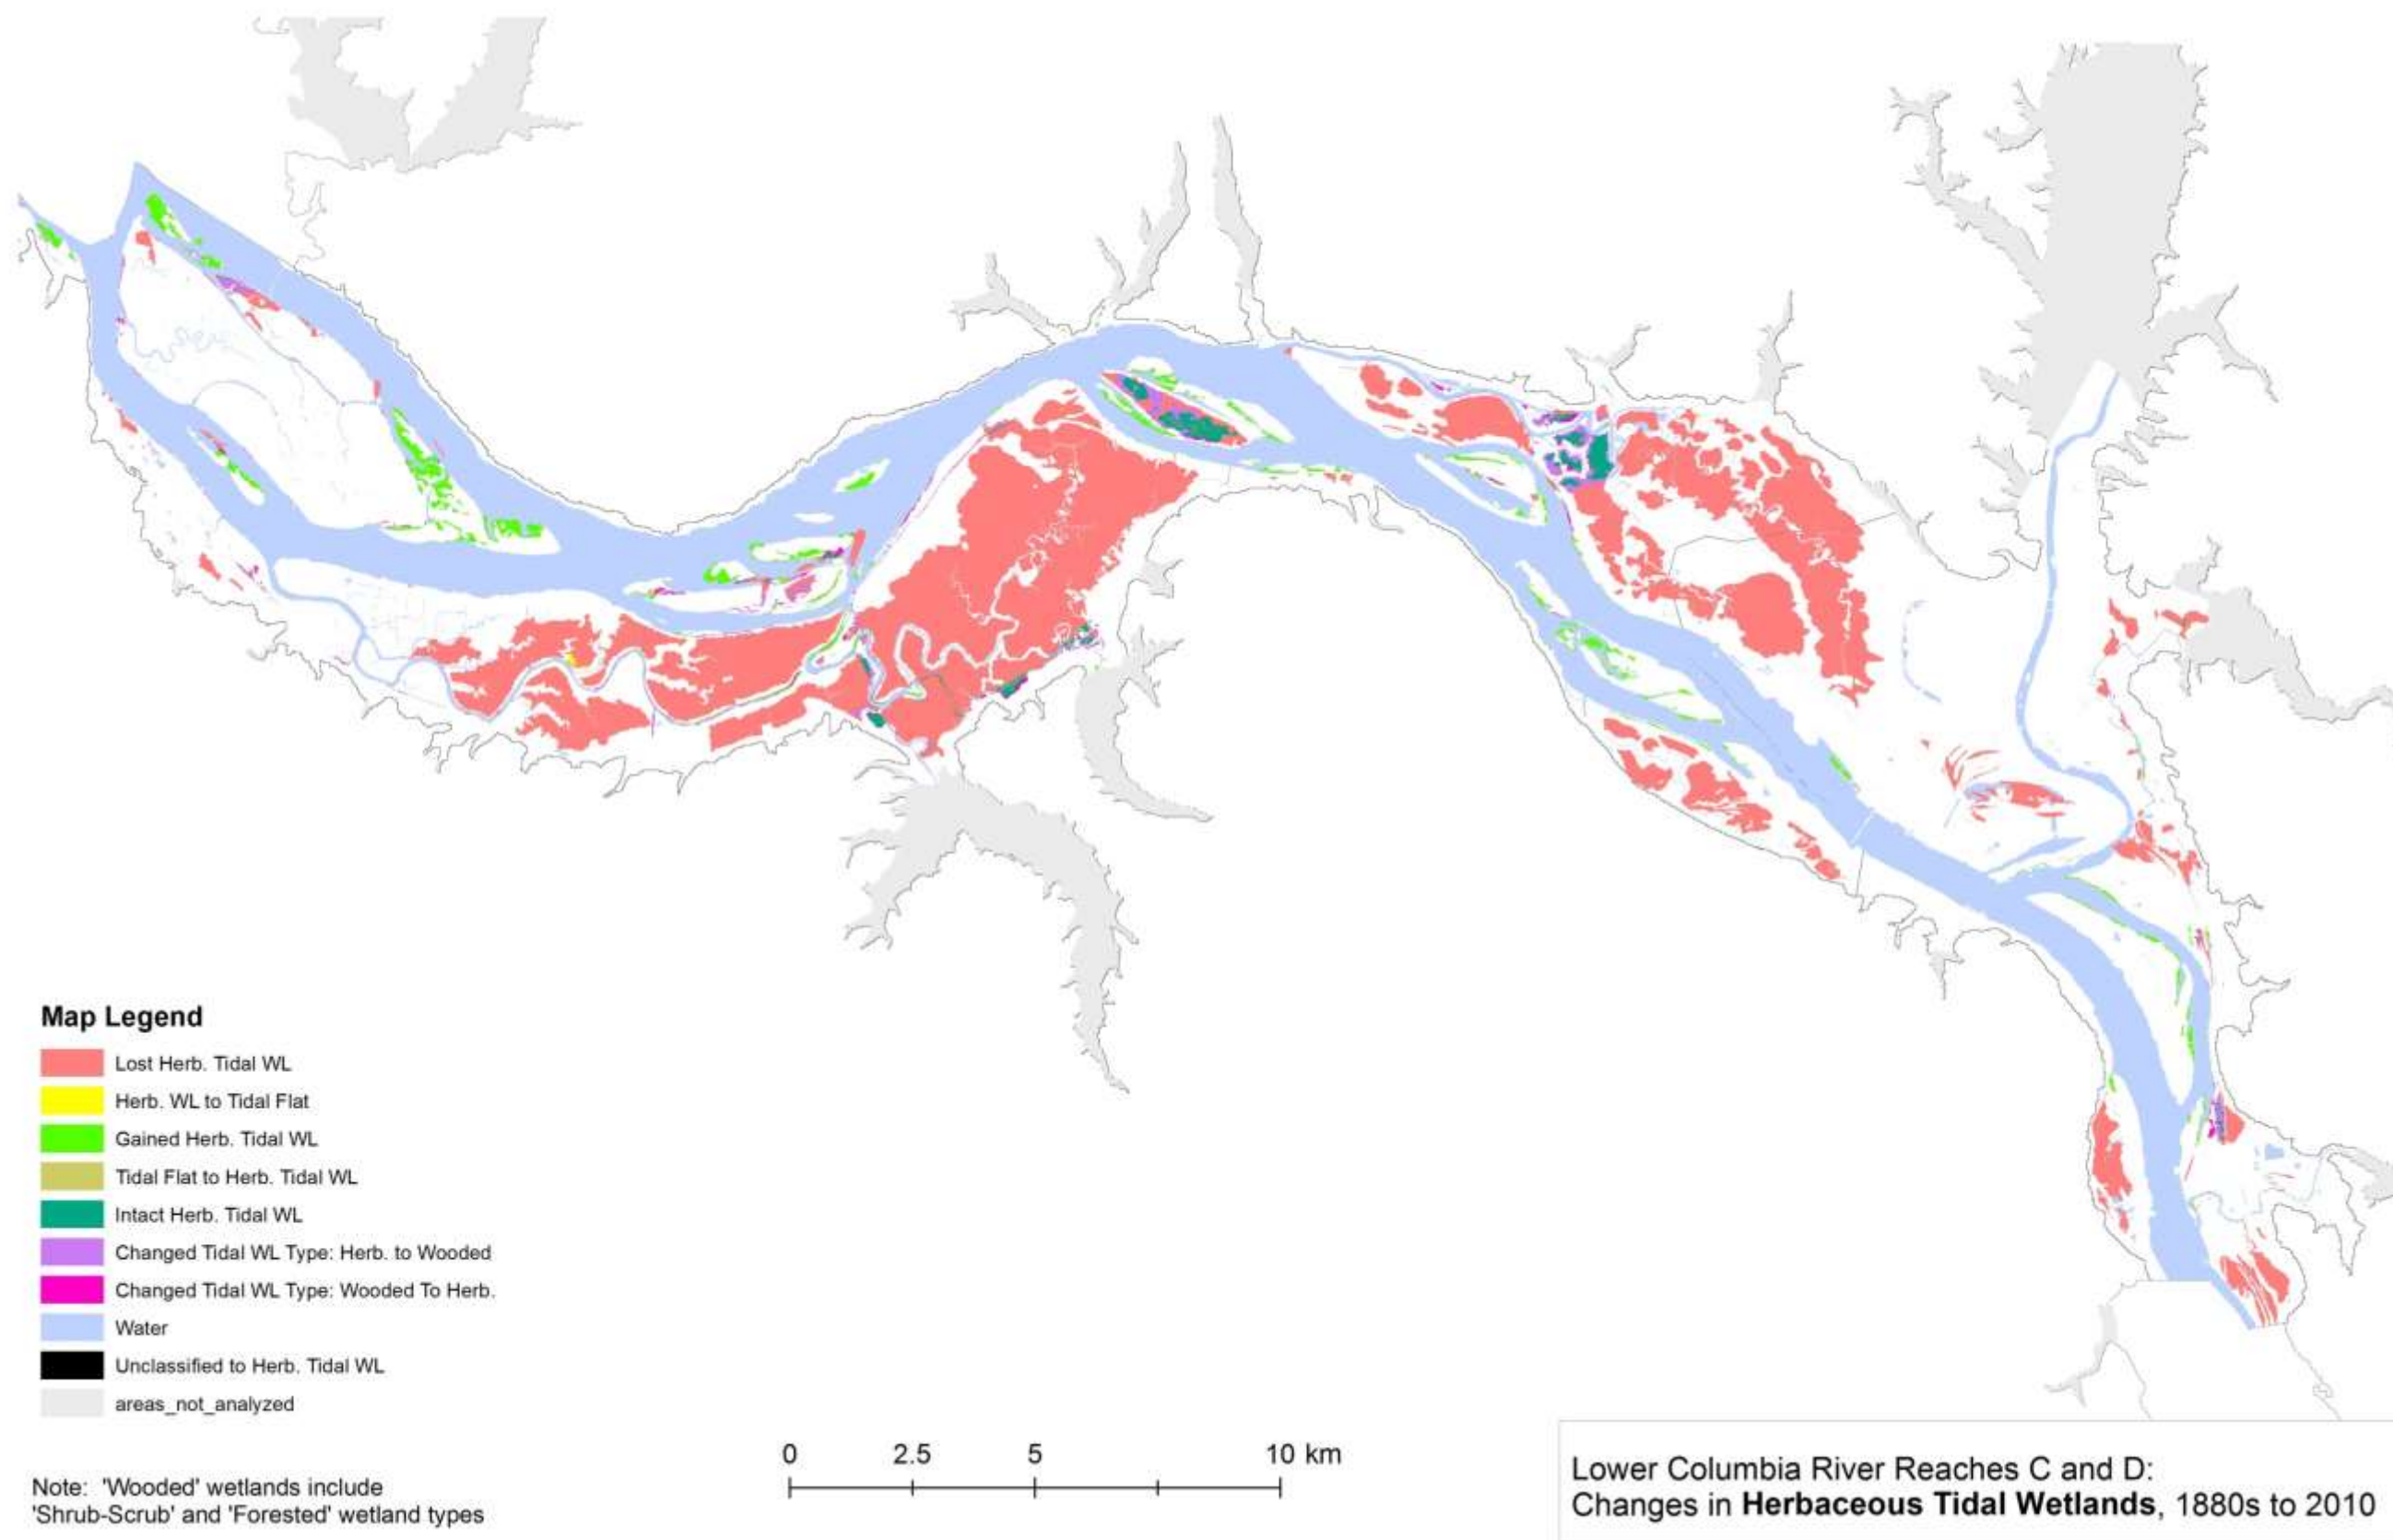 Map Legend
Lost Herb. Tidal WL
Herb. WL to Tidal Flat
Gained Herb. Tidal WL
Tidal Flat to Herb. Tidal WL
Intact Herb. Tidal WL
Changed Tidal WL Type: Herb. to Wooded
Changed Tidal WL Type: Wooded To Herb.
Water
Unclassified to Herb. Tidal WL
areas_not_analyzed
Note: 'Wooded' wetlands include
'Shrub-Scrub' and 'Forested' wetland types
0 2.5 5 10 km
Lower Columbia River Reaches C and D:
Changes in Herbaceous Tidal Wetlands, 1880s to 2010